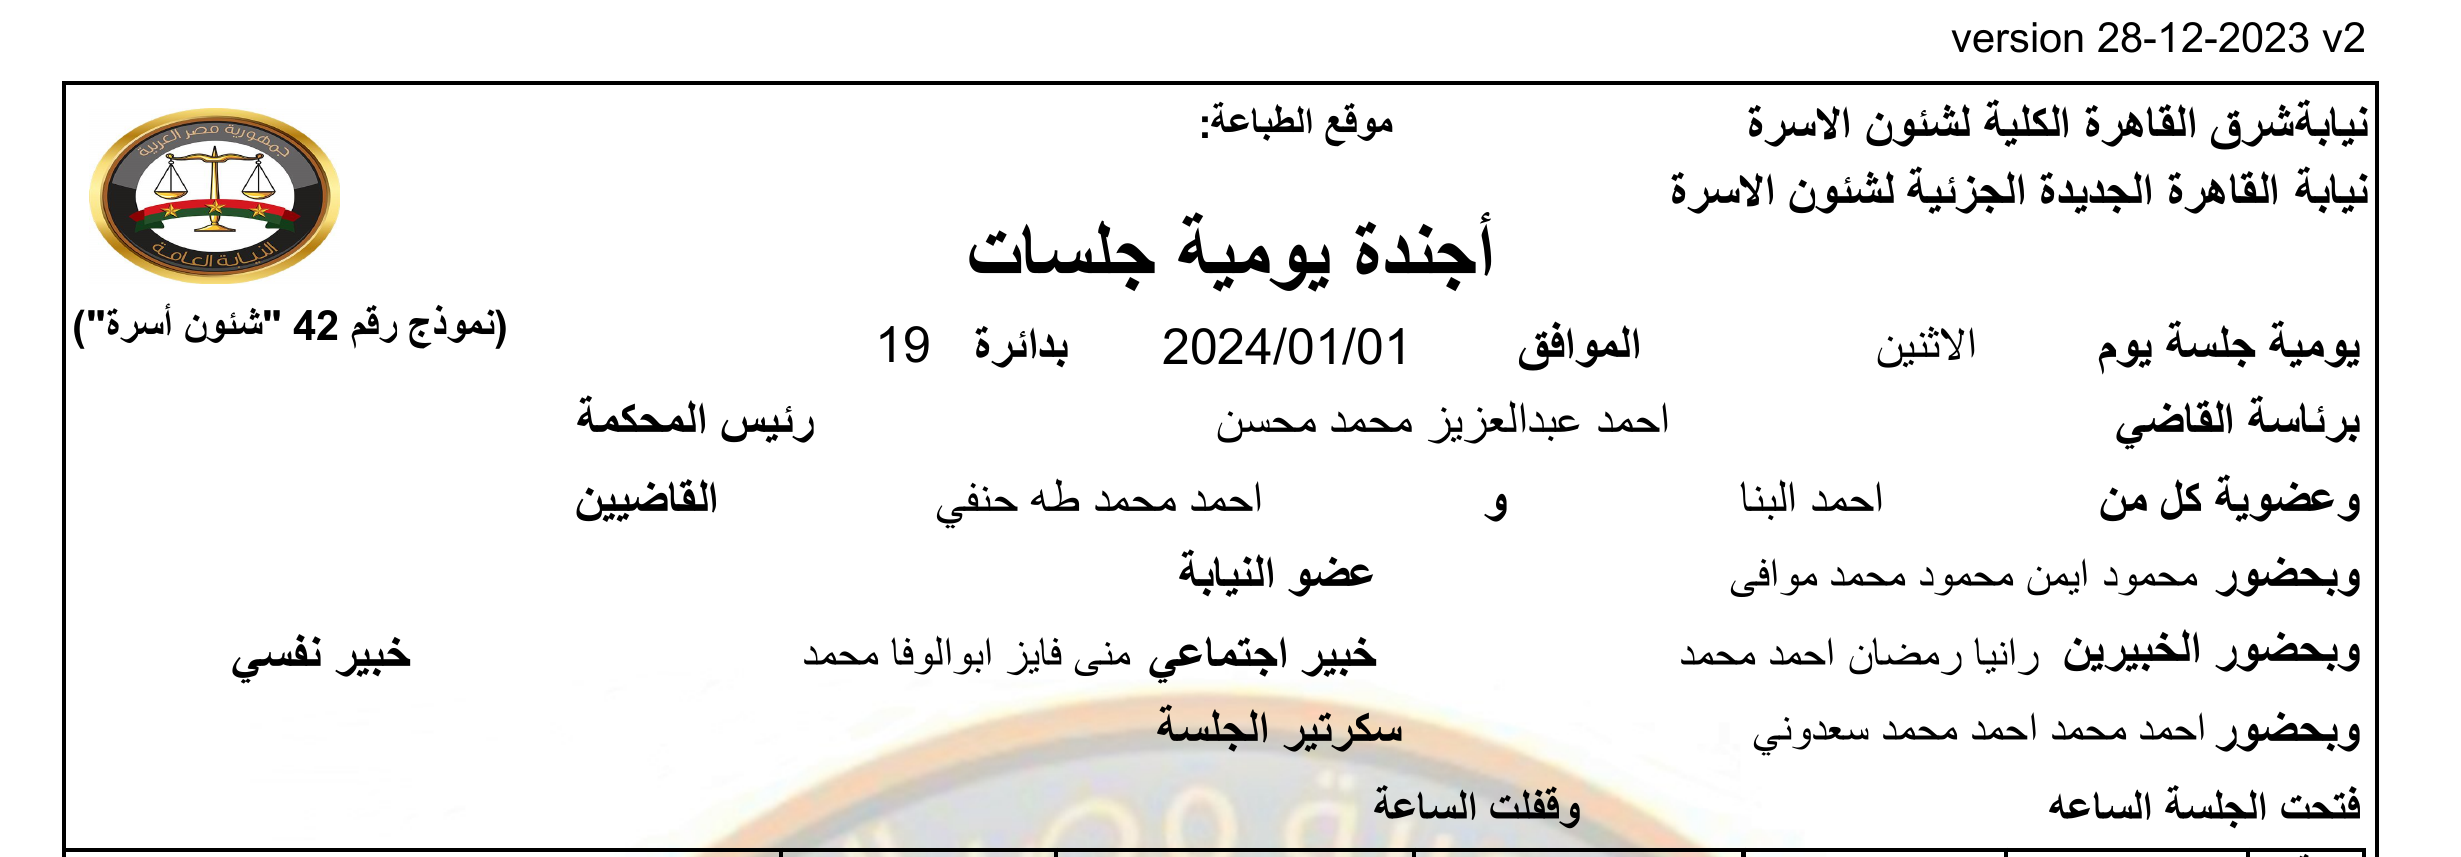 version 28-12-2023 v2
نيابةشرق القاهرة الكلية لشئون الاسرة
موقع الطباعة:
جمهورية مصر العربية
النيابة العامة
نيابة القاهرة الجديدة الجزئية لشئون الاسرة
أجندة يومية جلسات
(نموذج رقم 42 "شئون أسرة")
يومية جلسة يوم الاثنين الموافق 2024/01/01 بدائرة 19
برئاسة القاضي احمد عبدالعزيز محمد محسن رئيس المحكمة
وعضوية كل من احمد البنا و احمد محمد طه حنفي القاضيين
وبحضور محمود ايمن محمود محمد موافى عضو النيابة
وبحضور الخبيرين رانيا رمضان احمد محمد خبير اجتماعي منى فايز ابوالوفا محمد خبير نفسي
وبحضور احمد محمد احمد محمد سعدوني سكرتير الجلسة
فتحت الجلسة الساعه وقفلت الساعة